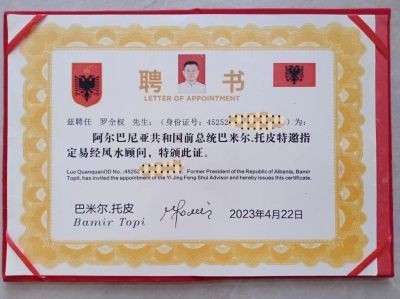 聘 书
LETTER OF APPOINTMENT
兹聘任 罗全权 先生:(身份证号:45252 )为:
阿尔巴尼亚共和国前总统巴米尔.托皮特邀指
定易经风水顾问,特颁此证。
Luo Quanquan(ID No.:45252 , Former President of the Republic of Albania, Bamir
Topit, has invited the appointment of the Yi Jing Feng Shui Advisor and hereby issues this certificate.
巴米尔.托皮
Bamir Topi
2023年4月22日